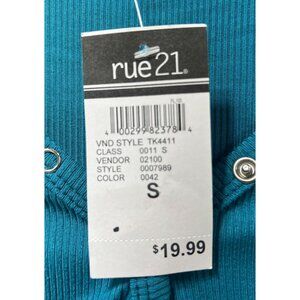 rue21®
4 00299 82378 4
VND STYLE TK4411
CLASS 0011 S
VENDOR 02100
STYLE 0007989
COLOR 0042
S
$19.99